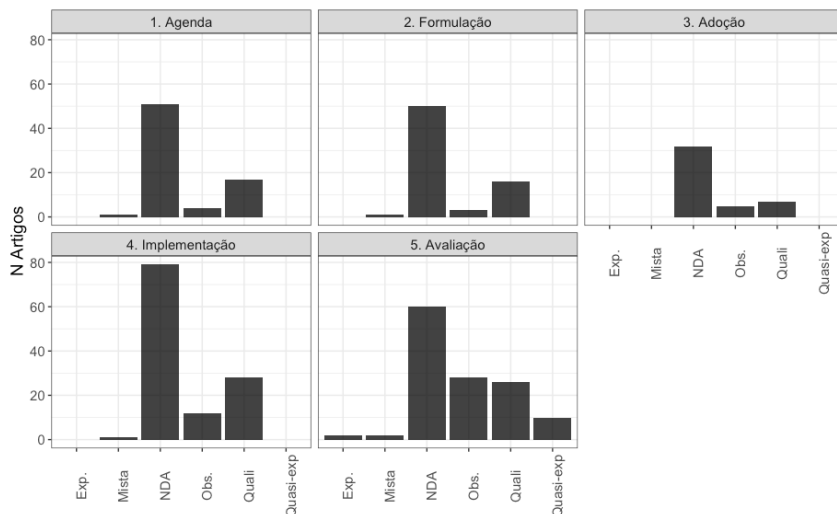 1. Agenda
2. Formulação
3. Adoção
80
60
40
20
0
N Artigos
4. Implementação
5. Avaliação
Exp.
Mista
NDA
Obs.
Quali
Quasi-exp
80
60
40
20
0
Exp.
Mista
NDA
Obs.
Quali
Quasi-exp
Exp.
Mista
NDA
Obs.
Quali
Quasi-exp